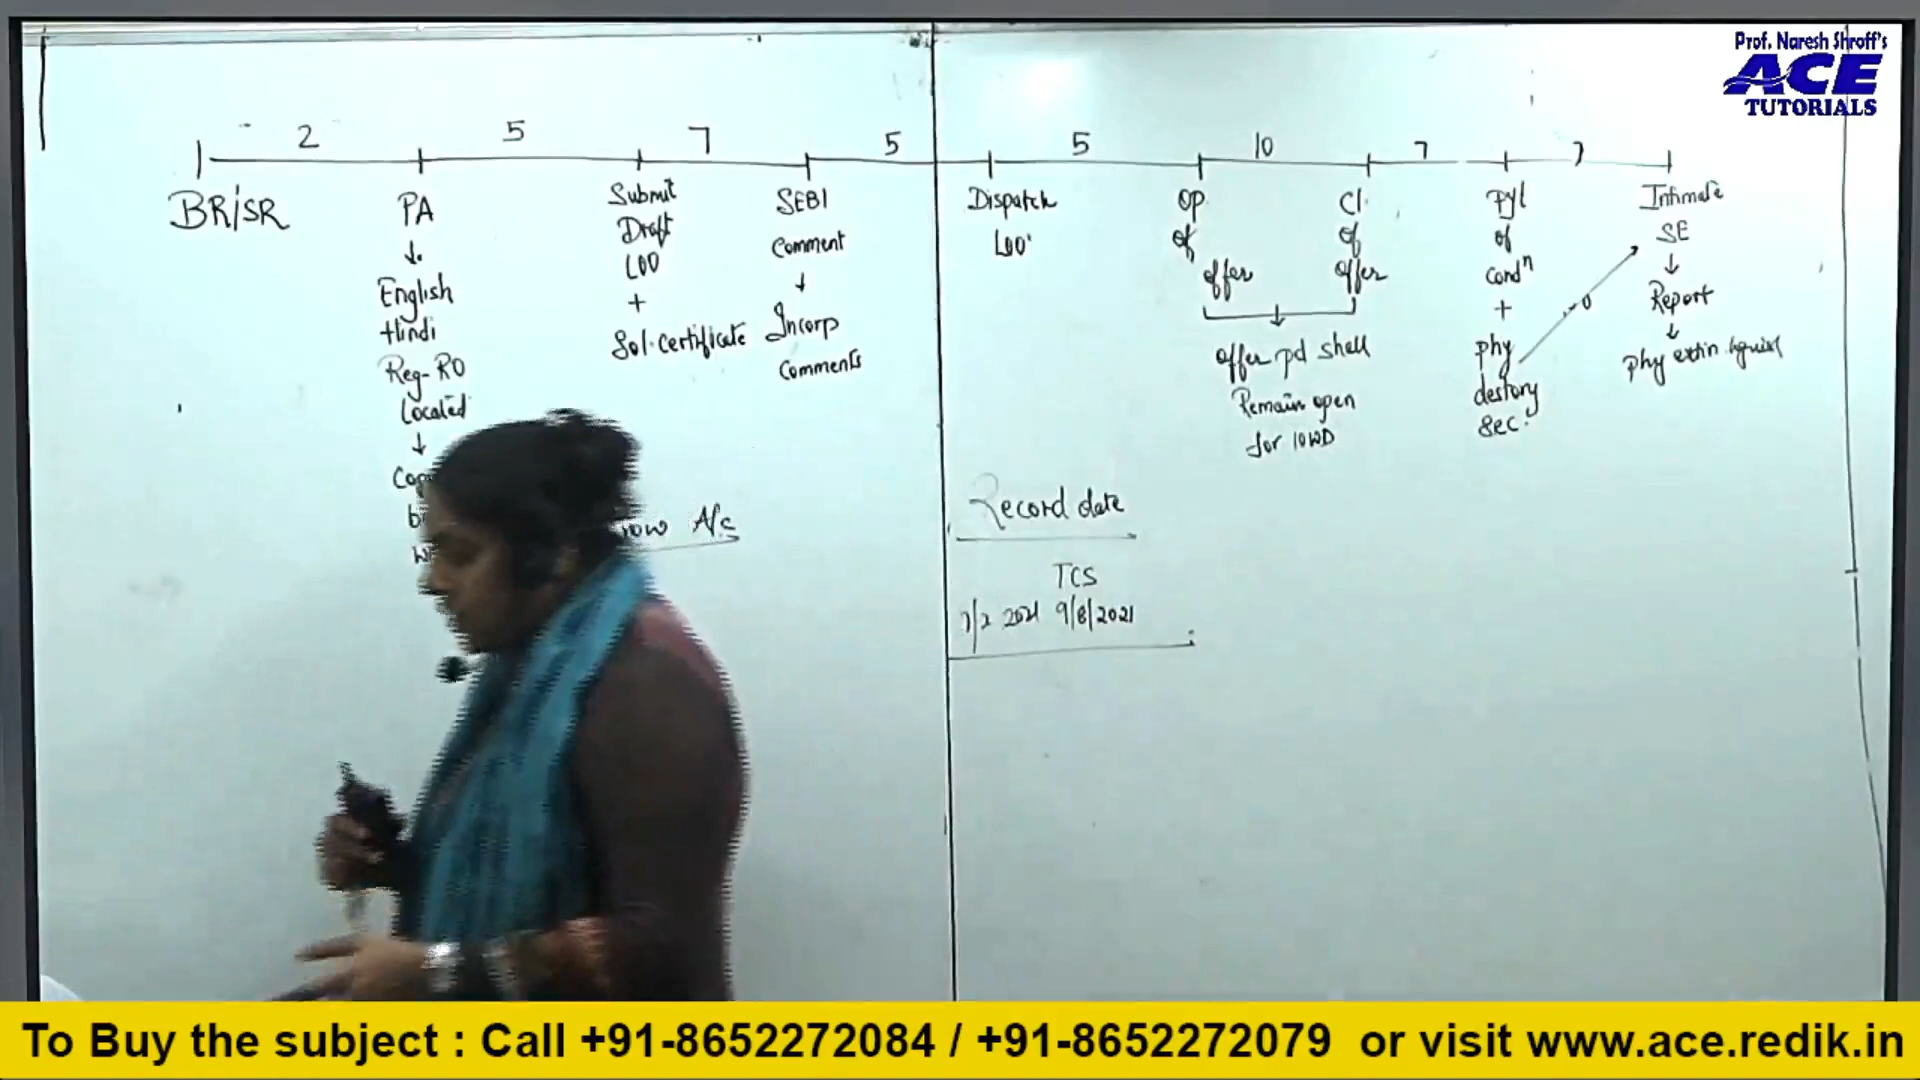 Prof. Naresh Shroff's
ACE
TUTORIALS
2 5 7 5 5 10 7 7
BR/SR
PA
↓
English
Hindi
Reg-RO
Located
↓
Submit
Draft
LOO
+
Sol. certificate
SEBI
Comment
↓
Incorp
Comments
Dispatch
LOO
Op
of
offer
Cl.
of
offer
↓
offer pd shall
Remain open
for 10WD
Pyt
of
condⁿ
+
phy
destory
sec.
Intimate
SE
↓
Report
↓
phy
A/c
Record date
TCS
2021 9/8/2021
To Buy the subject : Call +91-8652272084 / +91-8652272079 or visit www.ace.redik.in